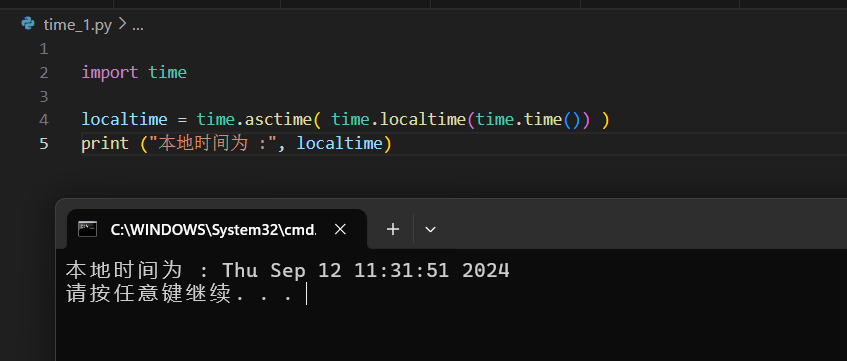 time_1.py > ...
1
2 import time
3
4 localtime = time.asctime( time.localtime(time.time()) )
5 print ("本地时间为 :", localtime)
C:\WINDOWS\System32\cmd.
本地时间为 : Thu Sep 12 11:31:51 2024
请按任意键继续. . .